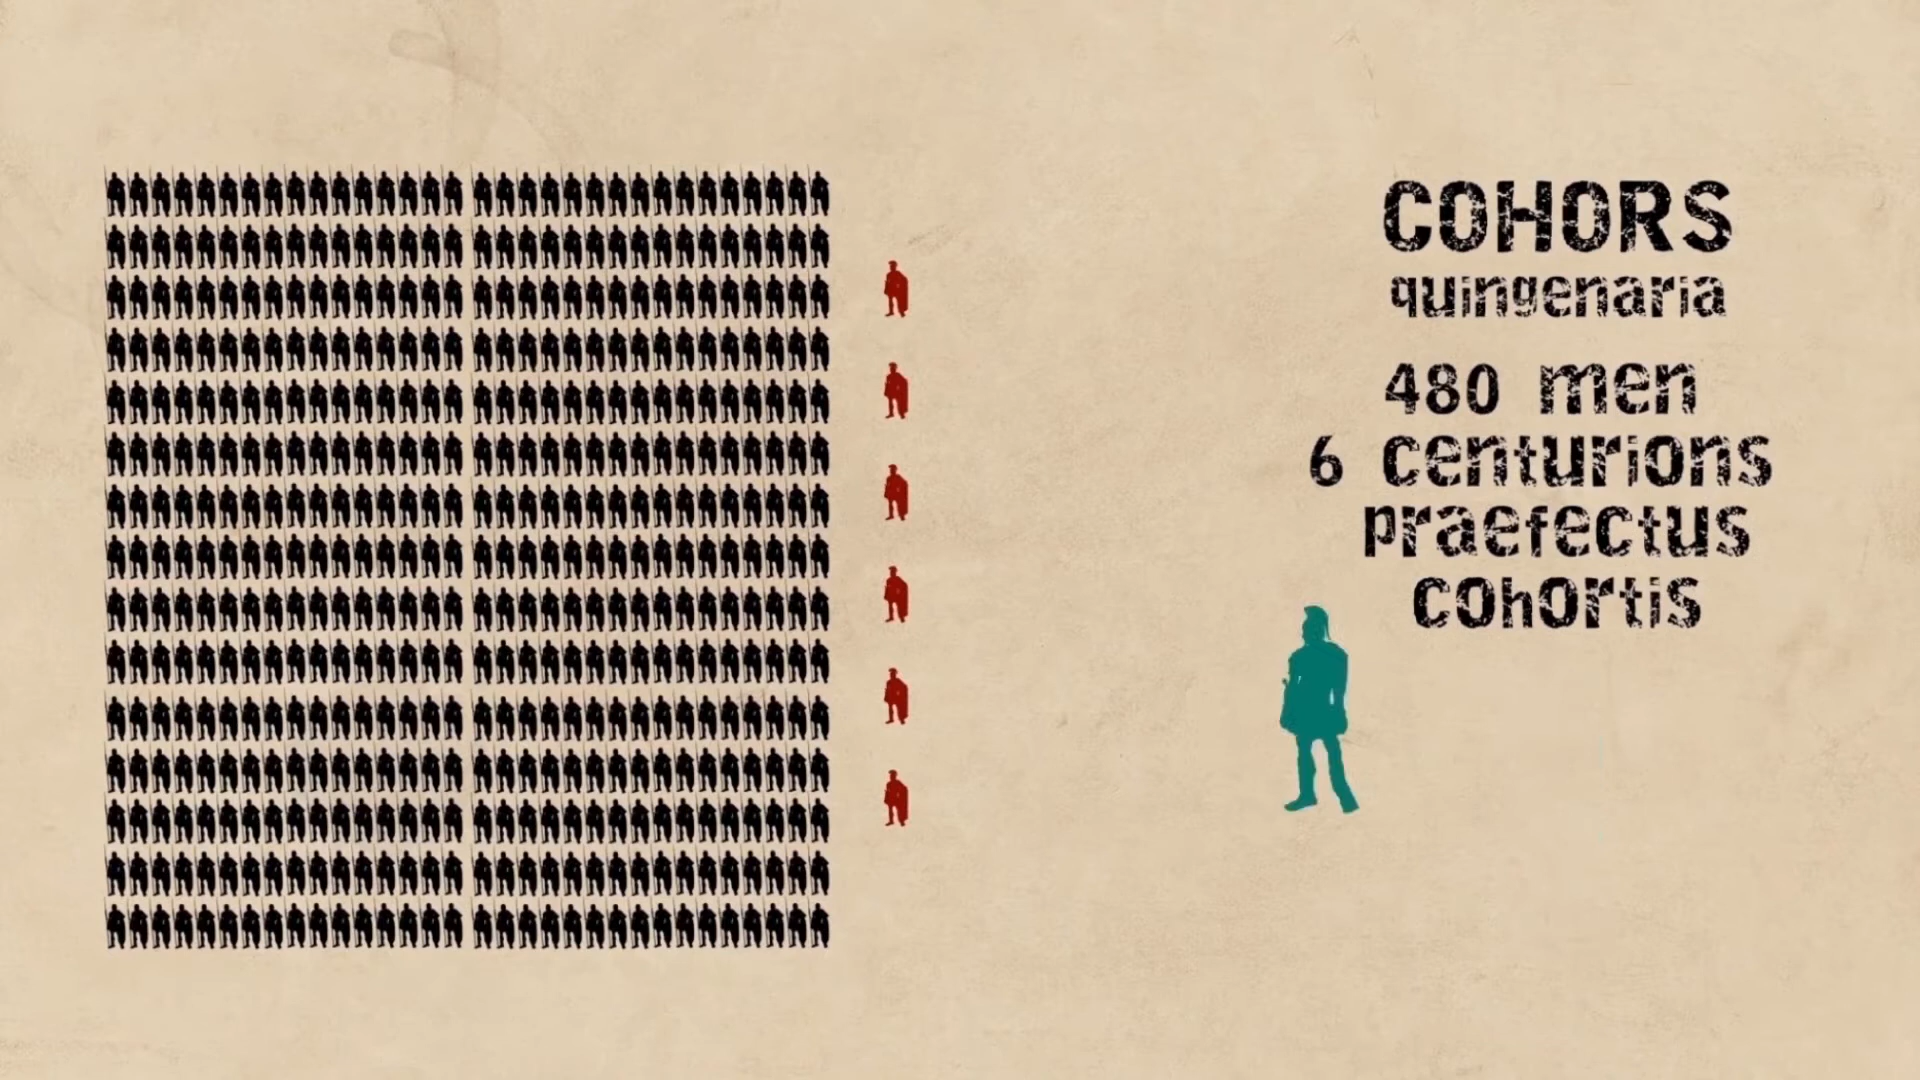 COHORS
quingenaria
480 men
6 centurions
praefectus
cohortis